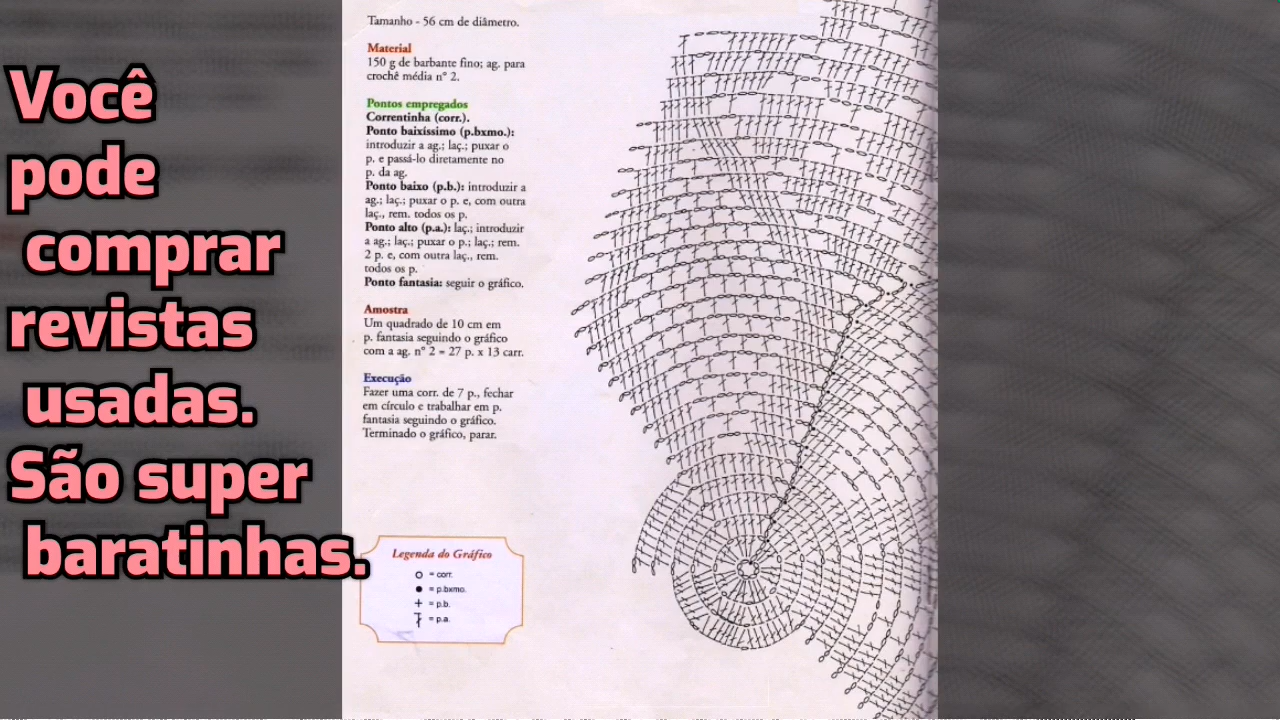 Você
pode
comprar
revistas
usadas.
São super
baratinhas.
Tamanho - 56 cm de diâmetro.
Material
150 g de barbante fino; ag. para
crochê média nº 2.
Pontos empregados
Correntinha (corr.).
Ponto baixíssimo (p.bxmo.):
introduzir a ag.; laç.; puxar o
p. e passá-lo diretamente no
p. da ag.
Ponto baixo (p.b.): introduzir a
ag.; laç.; puxar o p. e, com outra
laç., rem. todos os p.
Ponto alto (p.a.): laç.; introduzir
a ag.; laç.; puxar o p.; laç.; rem.
2 p. e, com outra laç., rem.
todos os p.
Ponto fantasia: seguir o gráfico.
Amostra
Um quadrado de 10 cm em
p. fantasia seguindo o gráfico
com a ag. nº 2 = 27 p. x 13 carr.
Execução
Fazer uma corr. de 7 p., fechar
em círculo e trabalhar em p.
fantasia seguindo o gráfico.
Terminado o gráfico, parar.
Legenda do Gráfico
= corr.
= p.bxmo.
= p.b.
= p.a.